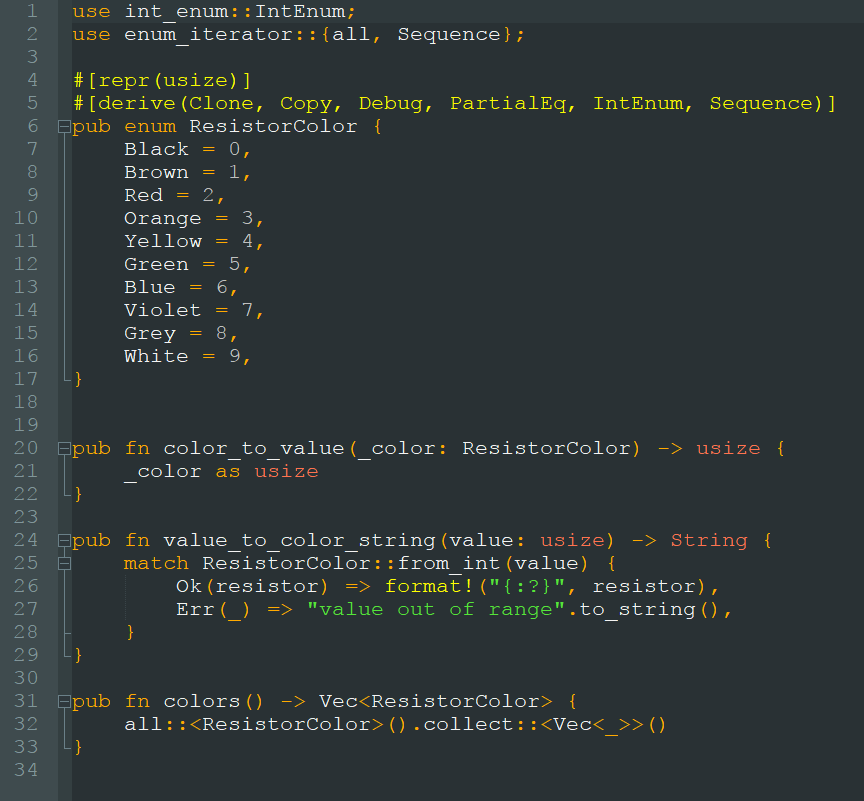 1 use int_enum::IntEnum;
2 use enum_iterator::{all, Sequence};
3
4 #[repr(usize)]
5 #[derive(Clone, Copy, Debug, PartialEq, IntEnum, Sequence)]
6 pub enum ResistorColor {
7     Black = 0,
8     Brown = 1,
9     Red = 2,
10     Orange = 3,
11     Yellow = 4,
12     Green = 5,
13     Blue = 6,
14     Violet = 7,
15     Grey = 8,
16     White = 9,
17 }
18
19
20 pub fn color_to_value(_color: ResistorColor) -> usize {
21     _color as usize
22 }
23
24 pub fn value_to_color_string(value: usize) -> String {
25     match ResistorColor::from_int(value) {
26         Ok(resistor) => format!("{:?}", resistor),
27         Err(_) => "value out of range".to_string(),
28     }
29 }
30
31 pub fn colors() -> Vec<ResistorColor> {
32     all::<ResistorColor>().collect::<Vec<_>>()
33 }
34